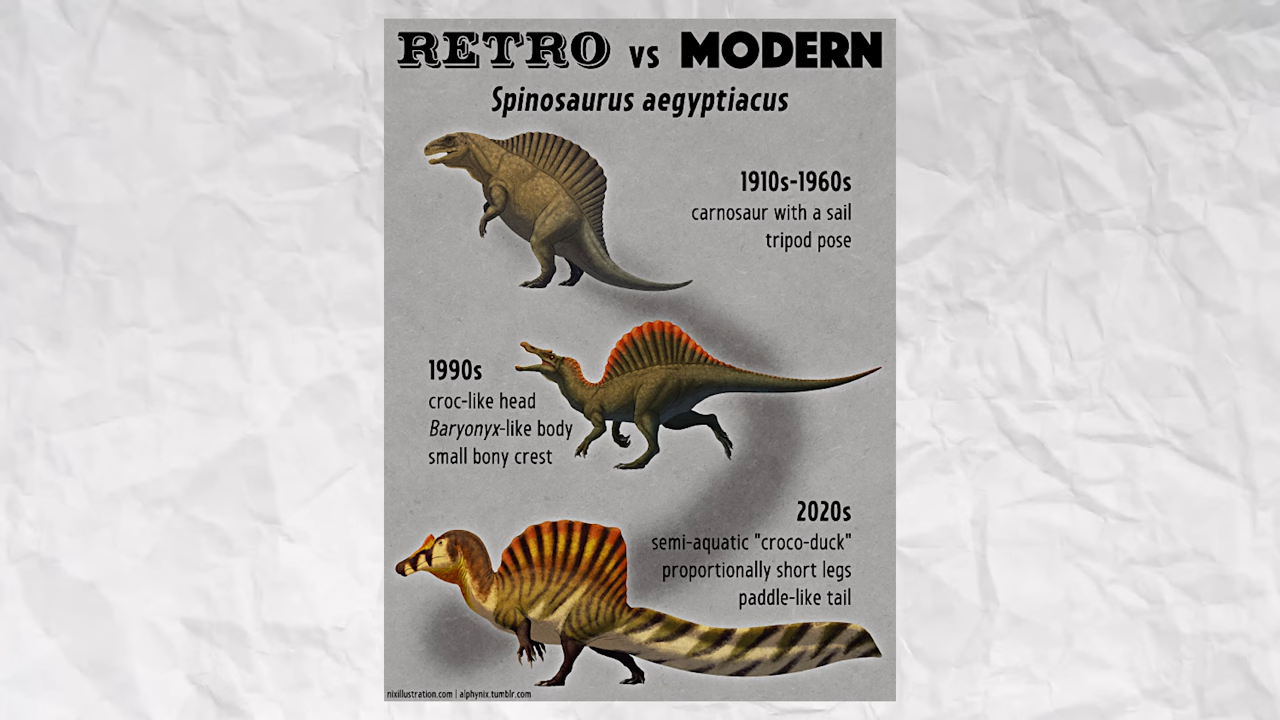 RETRO vs MODERN
Spinosaurus aegyptiacus
1910s-1960s
carnosaur with a sail
tripod pose
1990s
croc-like head
Baryonyx-like body
small bony crest
2020s
semi-aquatic "croco-duck"
proportionally short legs
paddle-like tail
nixillustration.com | alphynix.tumblr.com